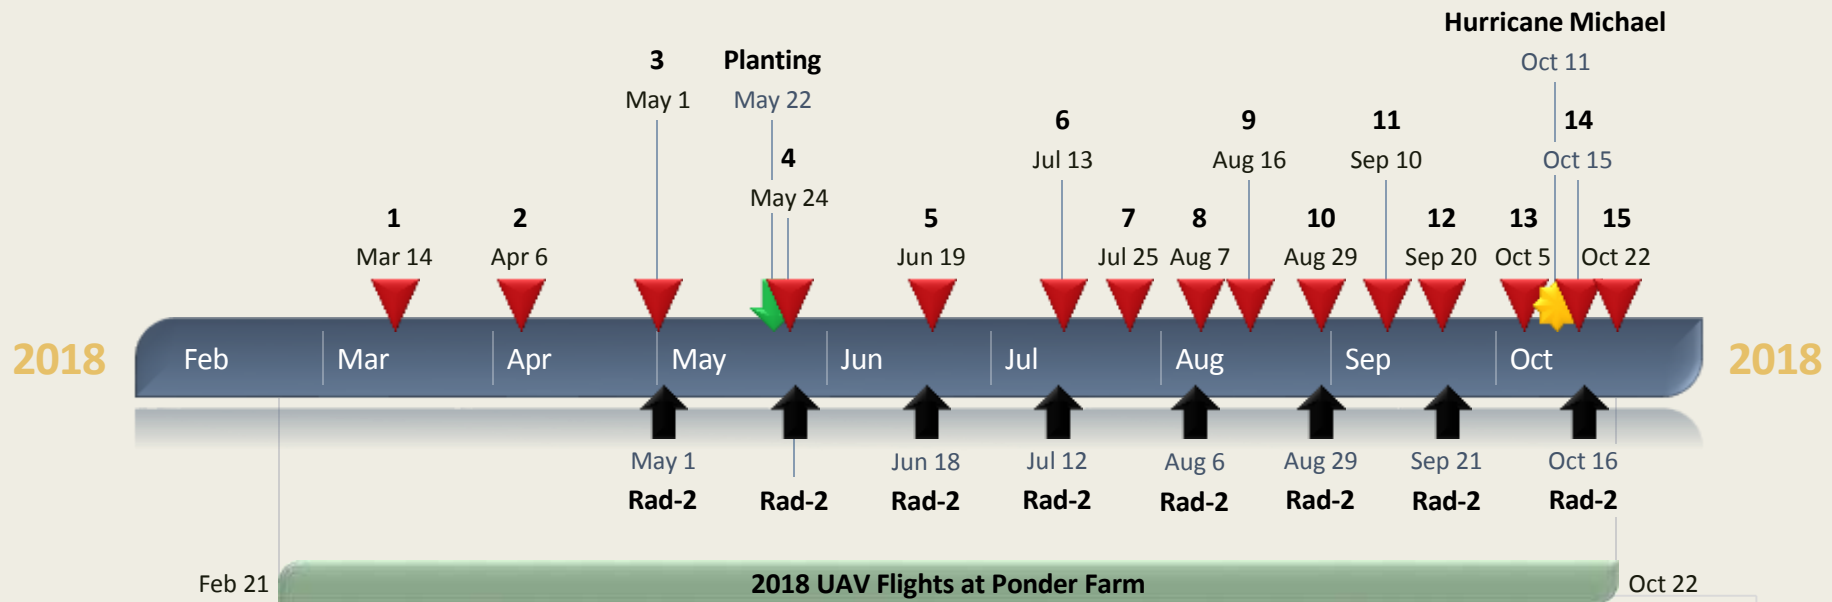 Hurricane Michael
Oct 11
3
May 1
Planting
May 22
4
May 24
6
Jul 13
9
Aug 16
11
Sep 10
14
Oct 15
1
Mar 14
2
Apr 6
5
Jun 19
7
Jul 25
8
Aug 7
10
Aug 29
12
Sep 20
13
Oct 5
15
Oct 22
2018 Feb Mar Apr May Jun Jul Aug Sep Oct 2018
May 1
Rad-2
Rad-2
Jun 18
Rad-2
Jul 12
Rad-2
Aug 6
Rad-2
Aug 29
Rad-2
Sep 21
Rad-2
Oct 16
Rad-2
Feb 21 2018 UAV Flights at Ponder Farm Oct 22